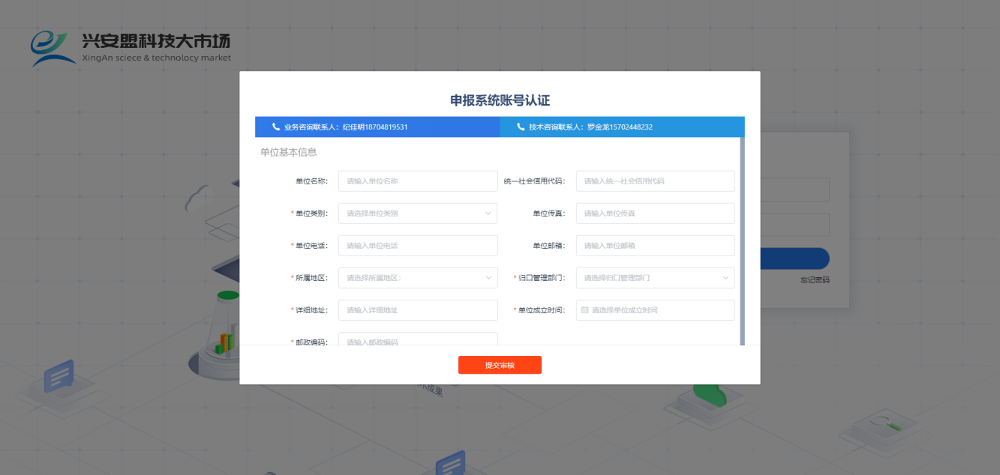 兴安盟科技大市场
XingAn sciece & technolocy market
申报系统账号认证
业务咨询联系人：纪佳明18704819531
技术咨询联系人：罗金龙15702448232
单位基本信息
单位名称： 请输入单位名称 统一社会信用代码： 请输入统一社会信用代码
* 单位类别： 请选择单位类别 单位传真： 请输入单位传真
* 单位电话： 请输入单位电话 单位邮箱： 请输入单位邮箱
* 所属地区： 请选择所属地区： * 归口管理部门： 请选择归口管理部门
忘记密码
* 详细地址： 请输入详细地址 * 单位成立时间： 请选择单位成立时间
* 邮政编码： 请输入邮政编码
提交审核
成果